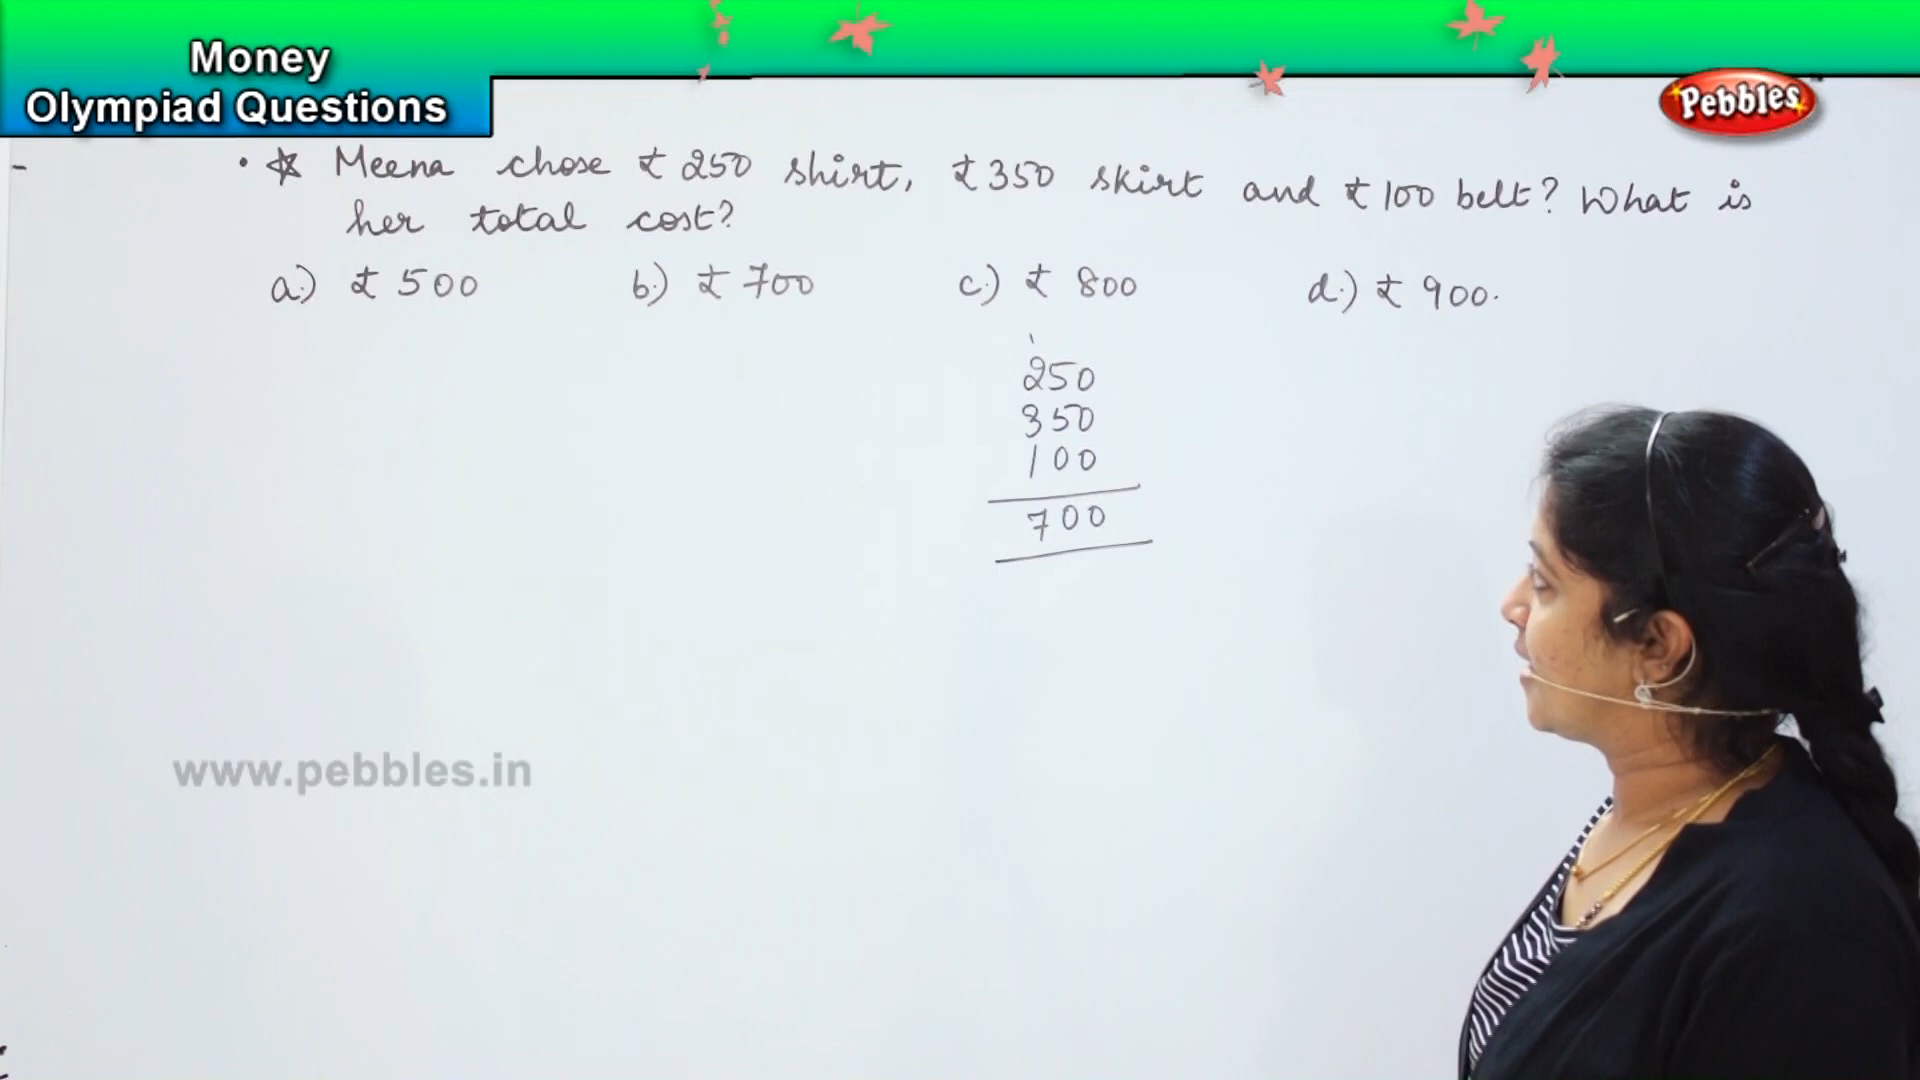 Money
Olympiad Questions
Pebbles
☆ Meena chose ₹ 250 shirt, ₹ 350 skirt and ₹ 100 belt? What is
her total cost?
a.) ₹ 500 b.) ₹ 700 c.) ₹ 800 d.) ₹ 900.
1
250
350
100
700
www.pebbles.in